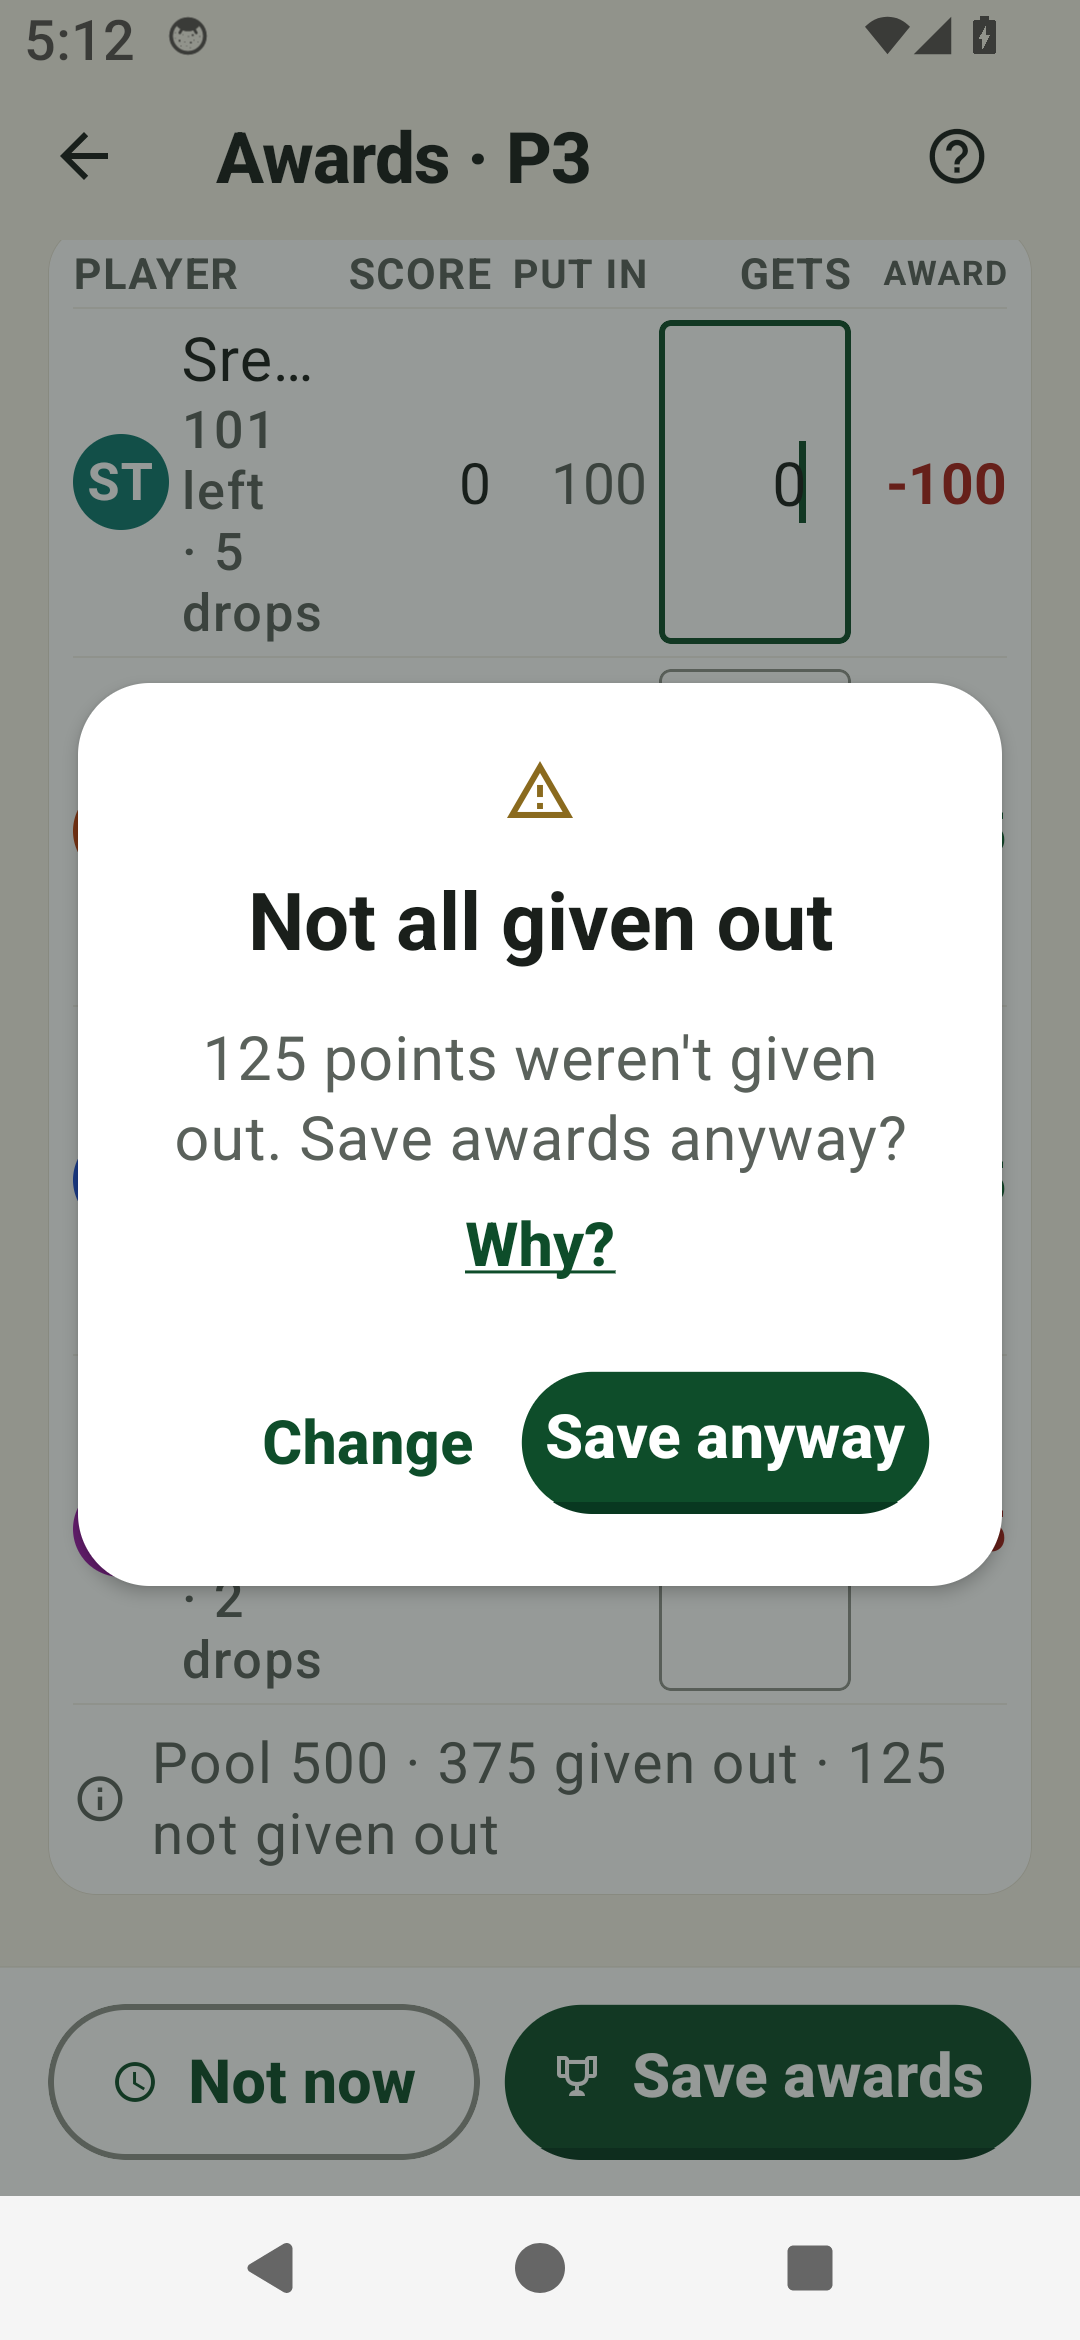 5:12
Awards · P3
PLAYER SCORE PUT IN GETS AWARD
Sre...
101
left
· 5
drops
ST
0 100 0 -100
Not all given out
125 points weren't given
out. Save awards anyway?
Why?
Change Save anyway
· 2
drops
Pool 500 · 375 given out · 125
not given out
Not now Save awards